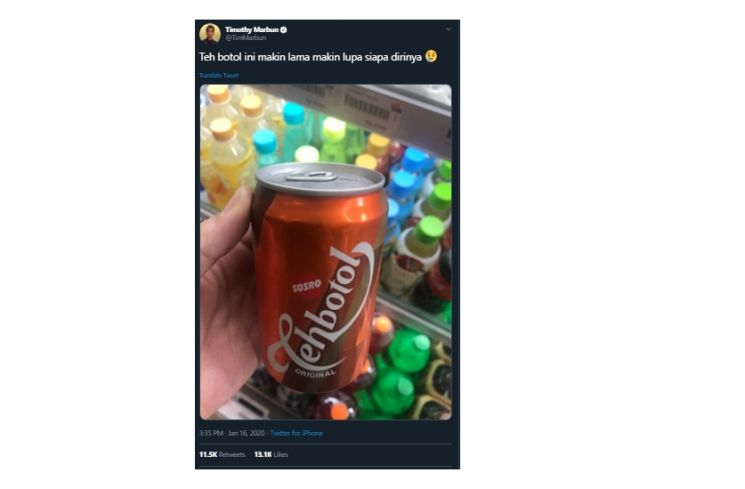 Timothy Marbun
@TimMarbun
Teh botol ini makin lama makin lupa siapa dirinya 😢
Translate Tweet
SOSRO
Tehbotol
ORIGINAL
3:35 PM · Jan 16, 2020 · Twitter for iPhone
11.5K Retweets 13.1K Likes